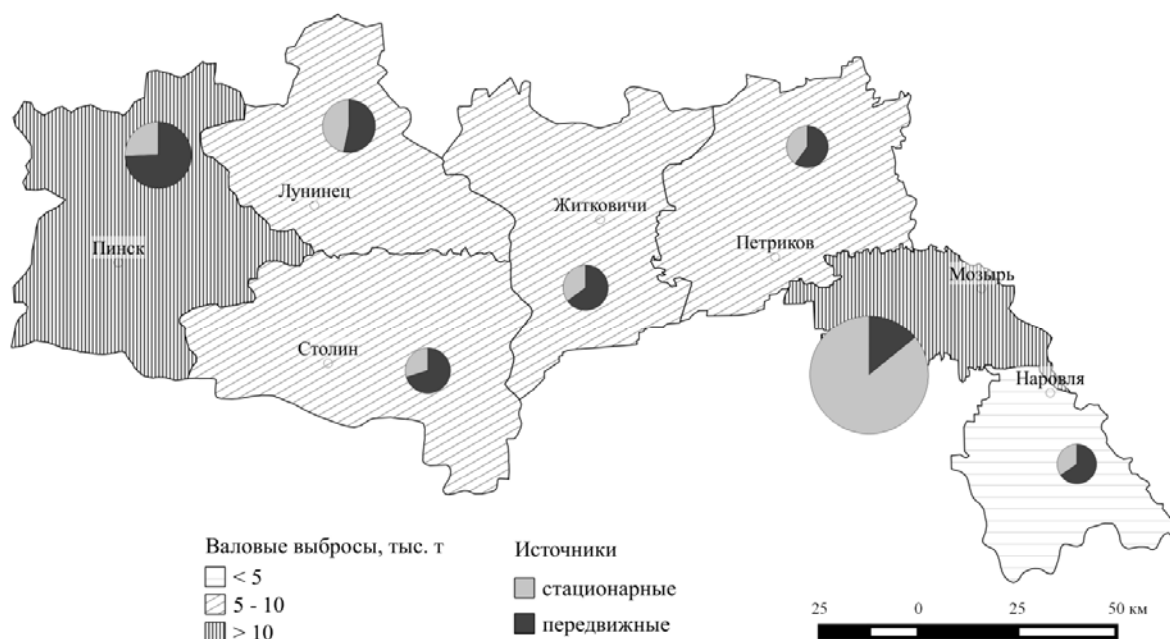 Лунинец
Житковичи
Петриков
Пинск
Мозырь
Столин
Наровля
Валовые выбросы, тыс. т
< 5
5 - 10
> 10
Источники
стационарные
передвижные
25 0 25 50 км